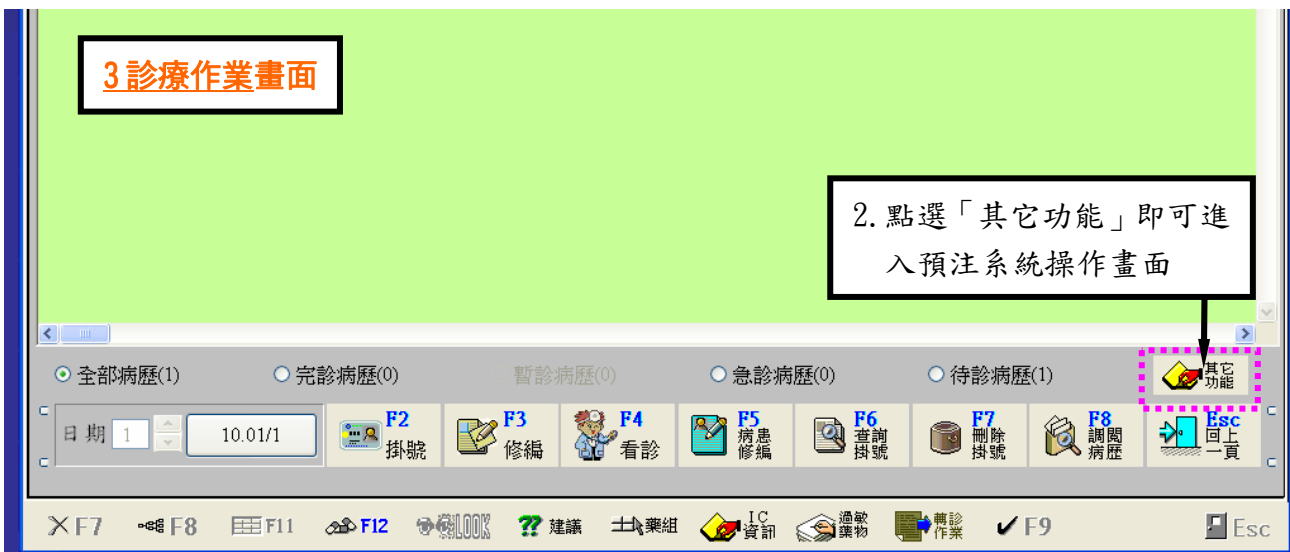 3診療作業畫面
2.點選「其它功能」即可進
入預注系統操作畫面
全部病歷(1) 完診病歷(0) 暫診病歷(0) 急診病歷(0) 待診病歷(1) 其它
功能
日期 1 10.01/1 F2
掛號 F3
修編 F4
看診 F5
病患
修編 F6
查詢
掛號 F7
刪除
掛號 F8
調閱
病歷 Esc
回上
一頁
F7 F8 F11 F12 LOOK 建議 藥組 IC
資訊 過敏
藥物 轉診
作業 F9 Esc